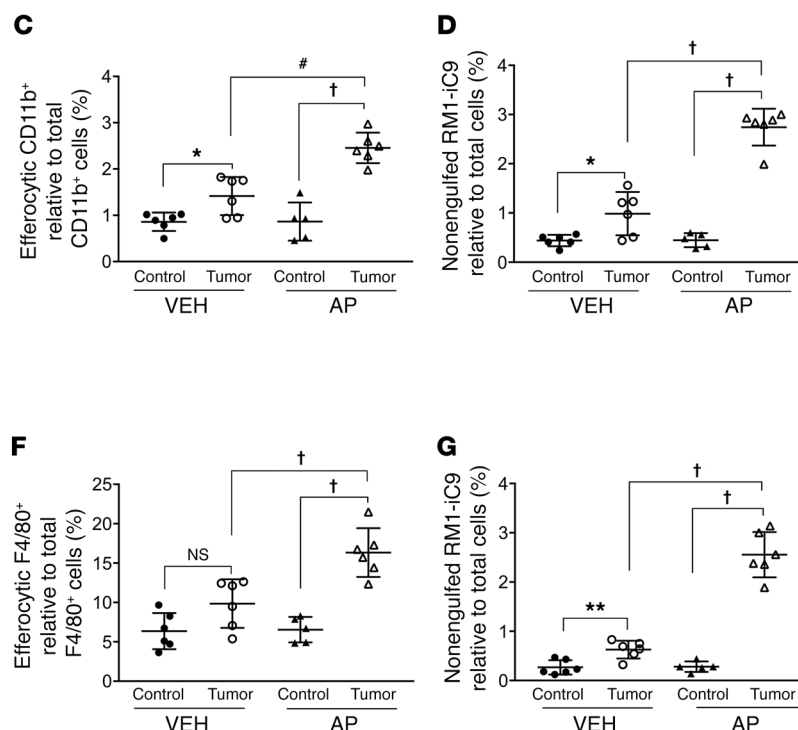 C
Efferocytic CD11b⁺
relative to total
CD11b⁺ cells (%)
4
3
2
1
0
*
#
†
Control
Tumor
Control
Tumor
VEH
AP
D
Nonengulfed RM1-iC9
relative to total cells (%)
4
3
2
1
0
*
†
†
Control
Tumor
Control
Tumor
VEH
AP
F
Efferocytic F4/80⁺
relative to total
F4/80⁺ cells (%)
25
20
15
10
5
0
NS
†
†
Control
Tumor
Control
Tumor
VEH
AP
G
Nonengulfed RM1-iC9
relative to total cells (%)
4
3
2
1
0
**
†
†
Control
Tumor
Control
Tumor
VEH
AP